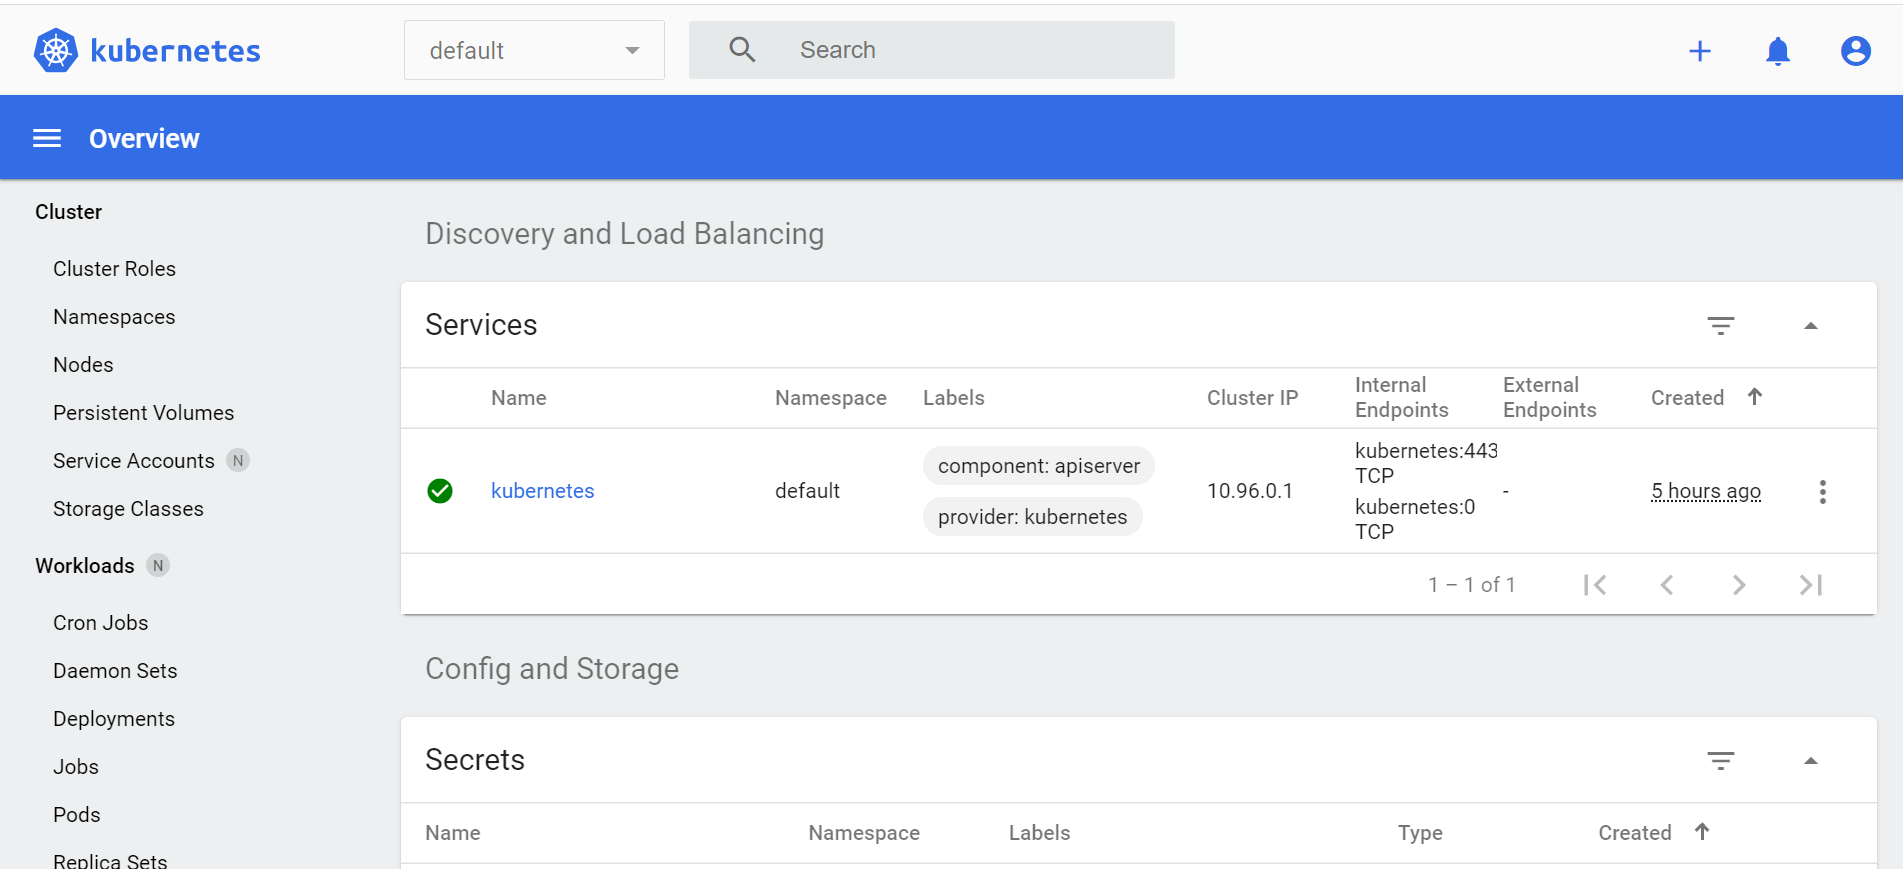 kubernetes
default
Search
Overview
Cluster
Cluster Roles
Namespaces
Nodes
Persistent Volumes
Service Accounts N
Storage Classes
Workloads N
Cron Jobs
Daemon Sets
Deployments
Jobs
Pods
Replica Sets
Discovery and Load Balancing
Services
Name Namespace Labels Cluster IP Internal Endpoints External Endpoints Created
kubernetes default component: apiserver provider: kubernetes 10.96.0.1 kubernetes:443 TCP kubernetes:0 TCP - 5 hours ago
1 – 1 of 1
Config and Storage
Secrets
Name Namespace Labels Type Created